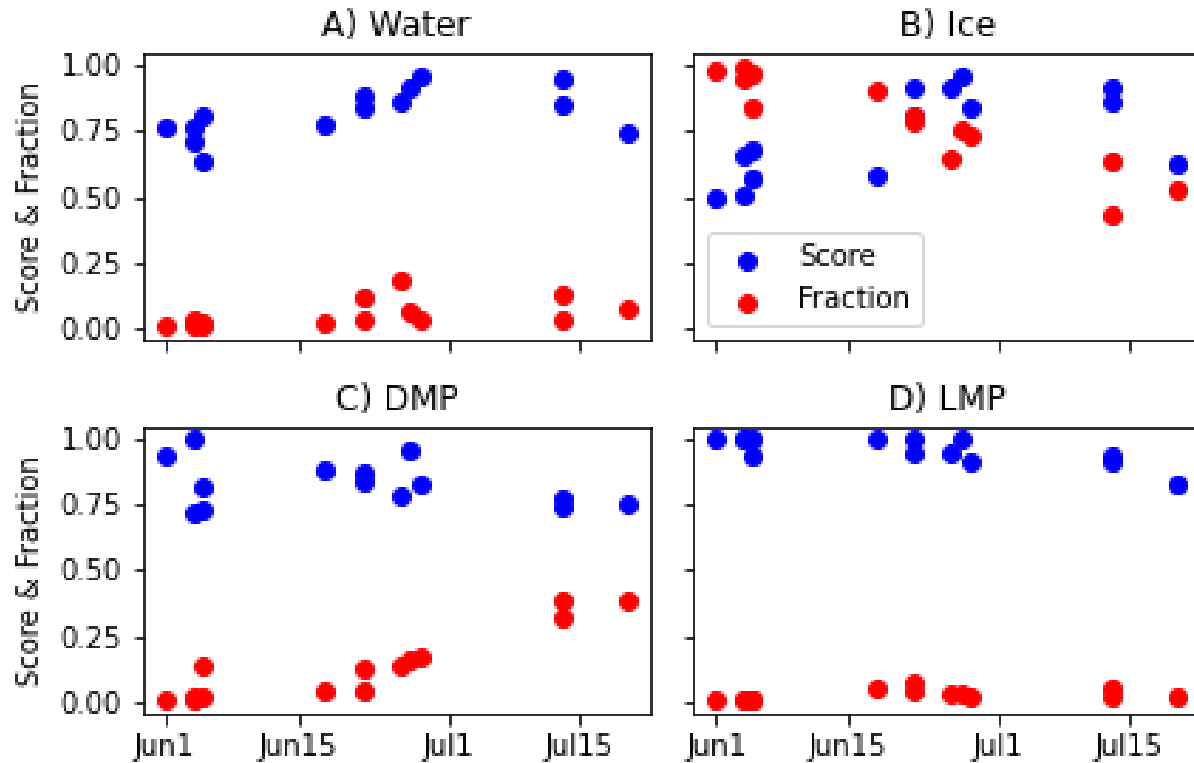 A) Water
B) Ice
Score & Fraction
1.00
0.75
0.50
0.25
0.00
Score
Fraction
C) DMP
D) LMP
Score & Fraction
1.00
0.75
0.50
0.25
0.00
Jun1 Jun15 Jul1 Jul15
Jun1 Jun15 Jul1 Jul15